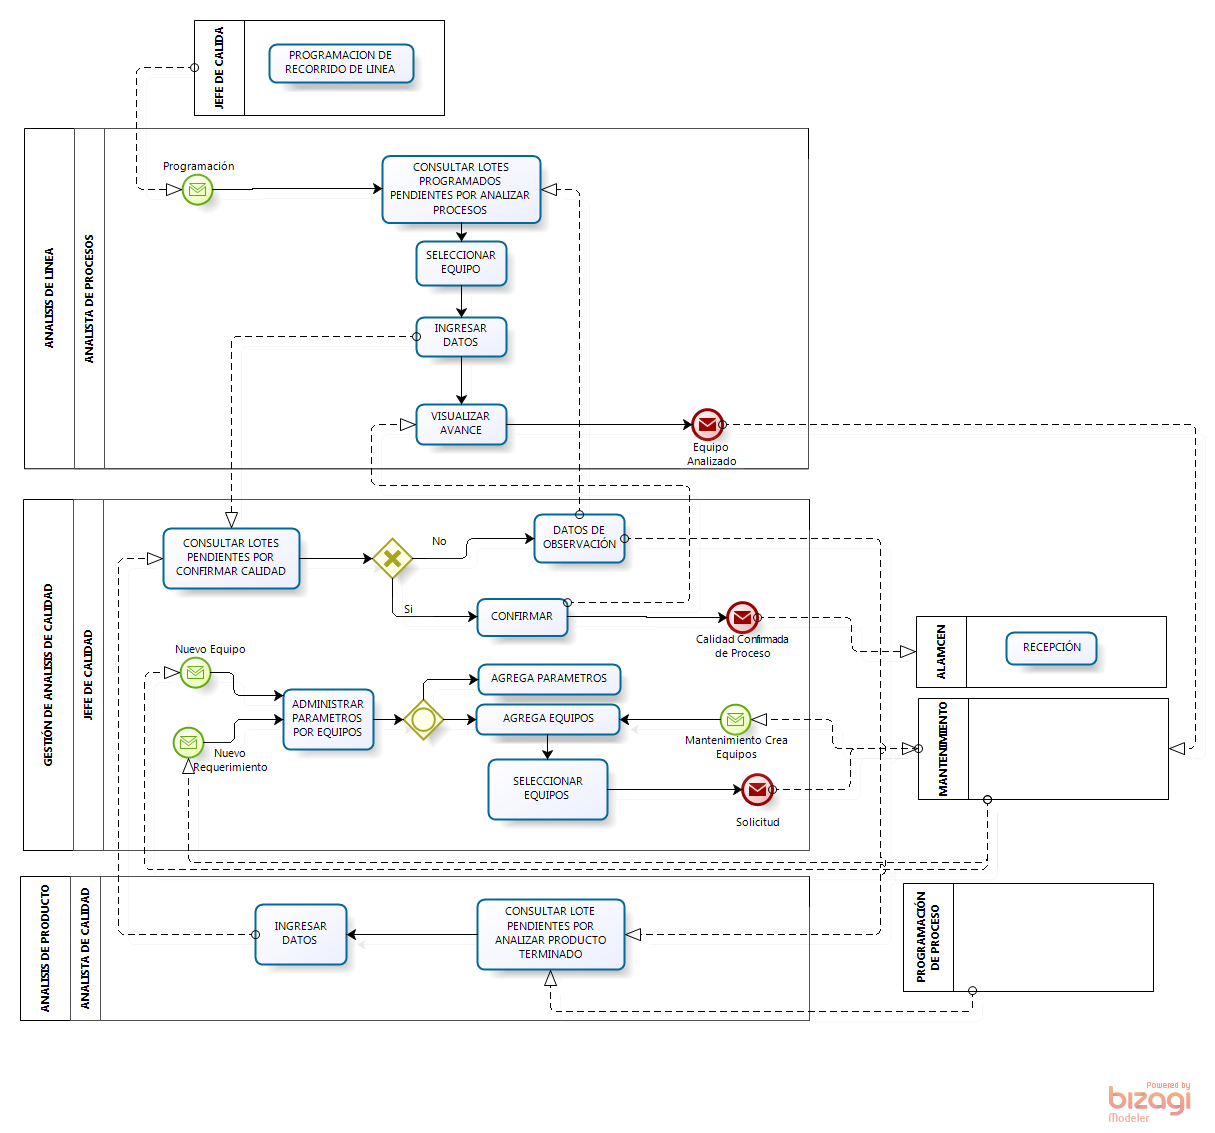 JEFE DE CALIDA
PROGRAMACION DE
RECORRIDO DE LINEA
ANALISIS DE LINEA
ANALISTA DE PROCESOS
Programación
CONSULTAR LOTES
PROGRAMADOS
PENDIENTES POR ANALIZAR
PROCESOS
SELECCIONAR
EQUIPO
INGRESAR
DATOS
VISUALIZAR
AVANCE
Equipo
Analizado
GESTIÓN DE ANALISIS DE CALIDAD
JEFE DE CALIDAD
CONSULTAR LOTES
PENDIENTES POR
CONFIRMAR CALIDAD
No
Si
DATOS DE
OBSERVACIÓN
CONFIRMAR
Calidad Confirmada
de Proceso
ALAMCEN
RECEPCIÓN
Nuevo Equipo
Nuevo
Requerimiento
ADMINISTRAR
PARAMETROS
POR EQUIPOS
AGREGA PARAMETROS
AGREGA EQUIPOS
Mantenimiento Crea
Equipos
SELECCIONAR
EQUIPOS
Solicitud
MANTENIMIENTO
ANALISIS DE PRODUCTO
ANALISTA DE CALIDAD
INGRESAR
DATOS
CONSULTAR LOTE
PENDIENTES POR
ANALIZAR PRODUCTO
TERMINADO
PROGRAMACIÓN
DE PROCESO
Powered by
bizagi
Modeler